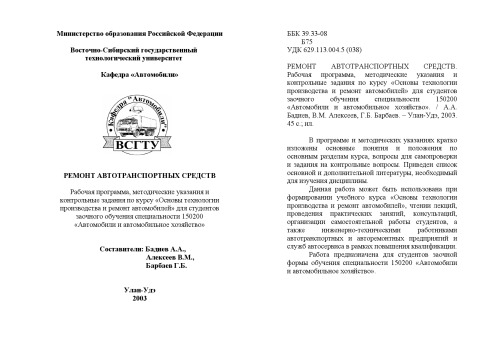 Министерство образования Российской Федерации
Восточно-Сибирский государственный
технологический университет
Кафедра «Автомобили»
Кафедра "Автомобили"
ВСГТУ
РЕМОНТ АВТОТРАНСПОРТНЫХ СРЕДСТВ
Рабочая программа, методические указания и
контрольные задания по курсу «Основы технологии
производства и ремонт автомобилей» для студентов
заочного обучения специальности 150200
«Автомобили и автомобильное хозяйство»
Составители: Бадиев А.А.,
Алексеев В.М.,
Барбаев Г.Б.
Улан-Удэ
2003
ББК 39.33-08
Б75
УДК 629.113.004.5 (038)
РЕМОНТ АВТОТРАНСПОРТНЫХ СРЕДСТВ.
Рабочая программа, методические указания и
контрольные задания по курсу «Основы технологии
производства и ремонт автомобилей» для студентов
заочного обучения специальности 150200
«Автомобили и автомобильное хозяйство». / А.А.
Бадиев, В.М. Алексеев, Г.Б. Барбаев. – Улан-Удэ, 2003.
45 с., ил.
В программе и методических указаниях кратко
изложены основные понятия и положения по
основным разделам курса, вопросы для самопроверки
и задания на контрольные вопросы. Приведен список
основной и дополнительной литературы, необходимый
для изучения дисциплины.
Данная работа может быть использована при
формировании учебного курса «Основы технологии
производства и ремонт автомобилей», чтении лекций,
проведения практических занятий, консультаций,
организации самостоятельной работы студентов, а
также инженерно-техническими работниками
автотранспортных и авторемонтных предприятий и
служб автосервиса в рамках повышения квалификации.
Работа предназначена для студентов заочной
формы обучения специальности 150200 «Автомобили
и автомобильное хозяйство».